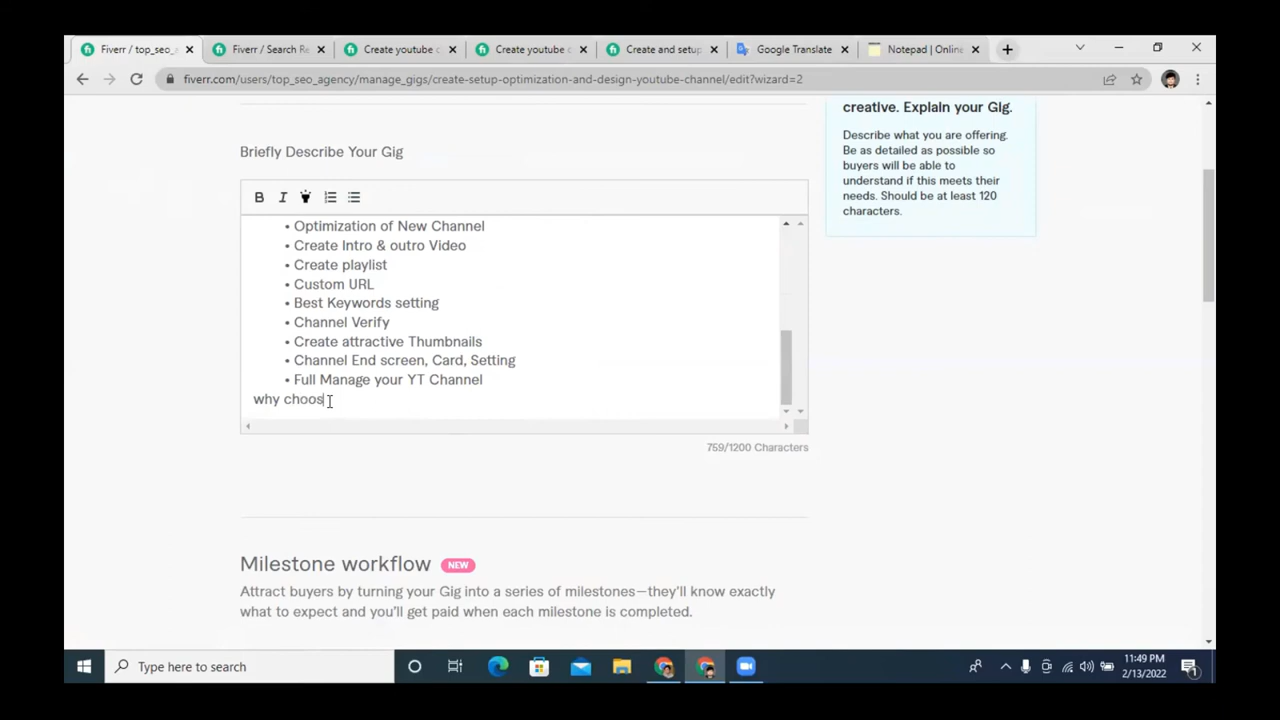 Fiverr / top_seo_
Fiverr / Search Re
Create youtube c
Create youtube c
Create and setup
Google Translate
Notepad | Online
fiverr.com/users/top_seo_agency/manage_gigs/create-setup-optimization-and-design-youtube-channel/edit?wizard=2
creative. Explain your Gig.
Describe what you are offering.
Be as detailed as possible so
buyers will be able to
understand if this meets their
needs. Should be at least 120
characters.
Briefly Describe Your Gig
B I
• Optimization of New Channel
• Create Intro & outro Video
• Create playlist
• Custom URL
• Best Keywords setting
• Channel Verify
• Create attractive Thumbnails
• Channel End screen, Card, Setting
• Full Manage your YT Channel
why choos
759/1200 Characters
Milestone workflow NEW
Attract buyers by turning your Gig into a series of milestones—they'll know exactly
what to expect and you'll get paid when each milestone is completed.
Type here to search
11:49 PM
2/13/2022
1